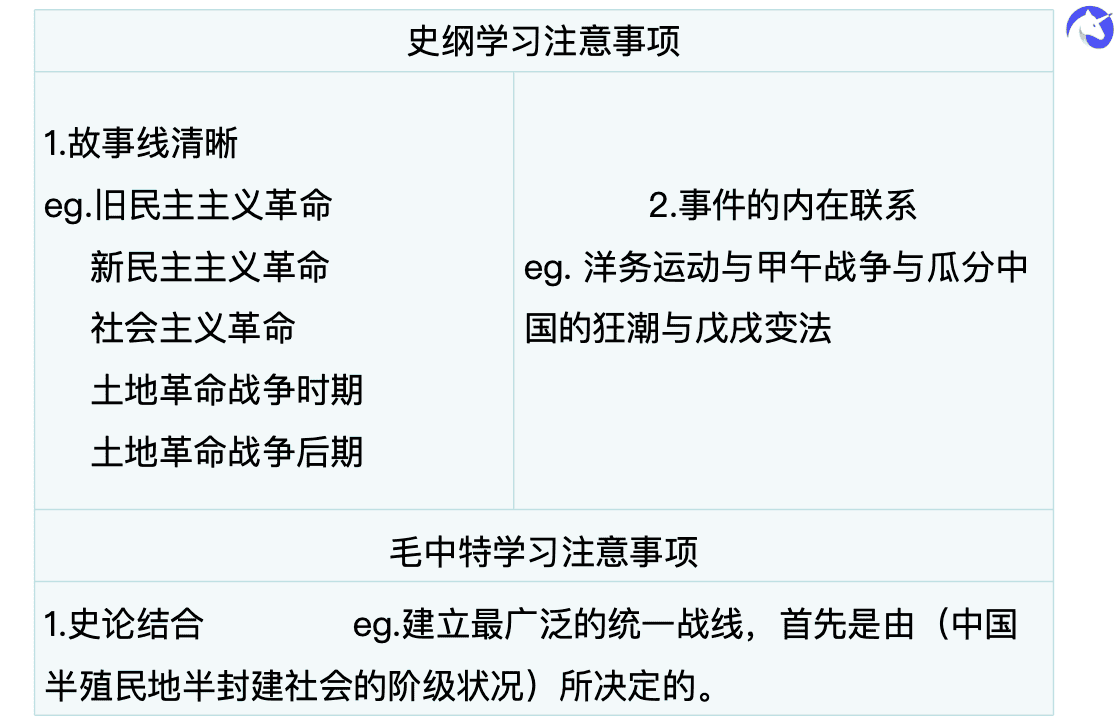 史纲学习注意事项
1.故事线清晰
eg.旧民主主义革命
新民主主义革命
社会主义革命
土地革命战争时期
土地革命战争后期
2.事件的内在联系
eg. 洋务运动与甲午战争与瓜分中
国的狂潮与戊戌变法
毛中特学习注意事项
1.史论结合 eg.建立最广泛的统一战线，首先是由（中国
半殖民地半封建社会的阶级状况）所决定的。